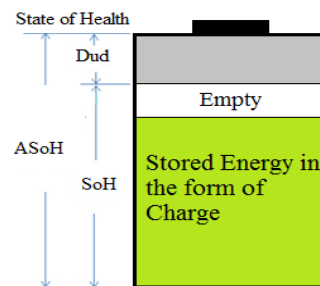 State of Health
Dud
Empty
ASoH
SoH
Stored Energy in
the form of
Charge